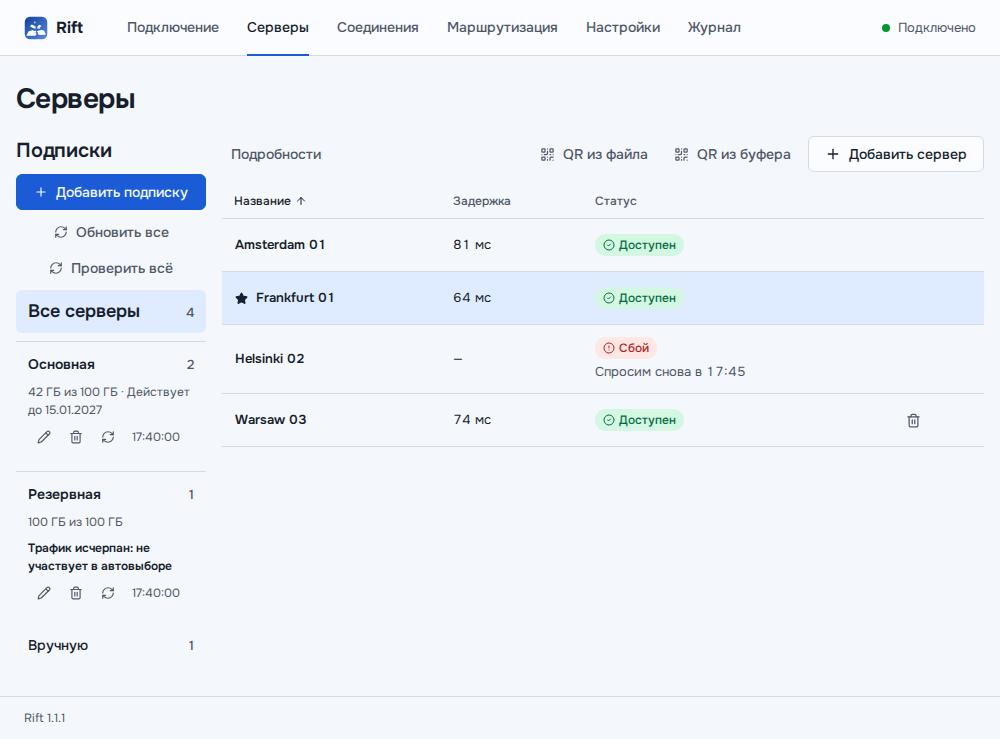 Rift
Подключение
Серверы
Соединения
Маршрутизация
Настройки
Журнал
Подключено
Серверы
Подписки
Добавить подписку
Обновить все
Проверить всё
Все серверы 4
Основная 2
42 ГБ из 100 ГБ · Действует
до 15.01.2027
17:40:00
Резервная 1
100 ГБ из 100 ГБ
Трафик исчерпан: не
участвует в автовыборе
17:40:00
Вручную 1
Подробности
QR из файла
QR из буфера
Добавить сервер
Название Задержка Статус
Amsterdam 01 81 мс Доступен
Frankfurt 01 64 мс Доступен
Helsinki 02 – Сбой
Спросим снова в 17:45
Warsaw 03 74 мс Доступен
Rift 1.1.1